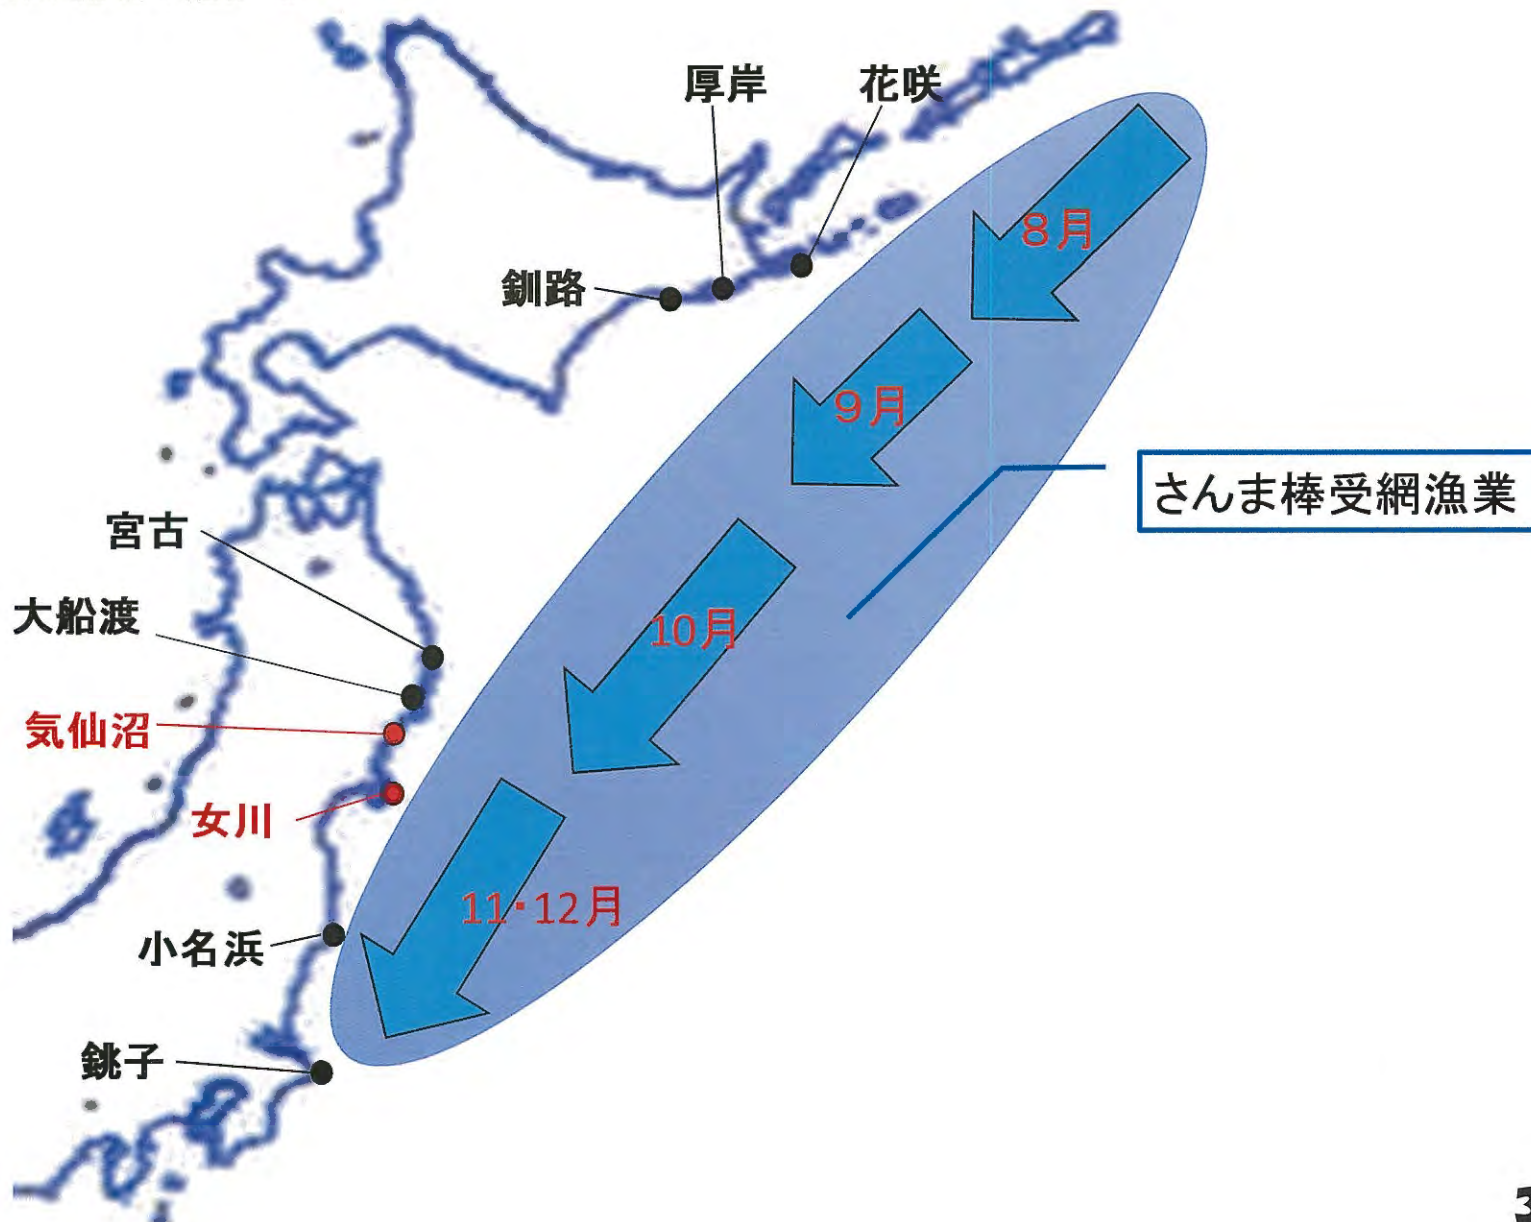 厚岸
花咲
釧路
8月
9月
さんま棒受網漁業
宮古
大船渡
10月
気仙沼
女川
11・12月
小名浜
銚子
3